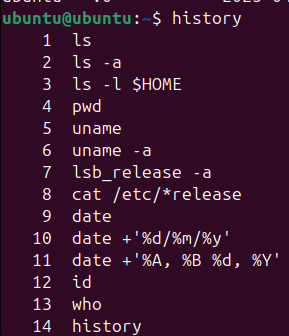 ubuntu@ubuntu:~$ history
1 ls
2 ls -a
3 ls -l $HOME
4 pwd
5 uname
6 uname -a
7 lsb_release -a
8 cat /etc/*release
9 date
10 date +'%d/%m/%y'
11 date +'%A, %B %d, %Y'
12 id
13 who
14 history